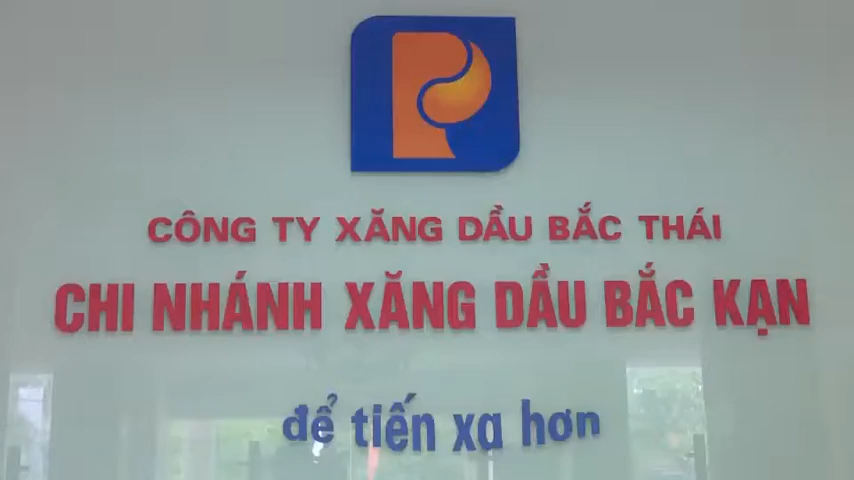 CÔNG TY XĂNG DẦU BẮC THÁI
CHI NHÁNH XĂNG DẦU BẮC KẠN
để tiến xa hơn